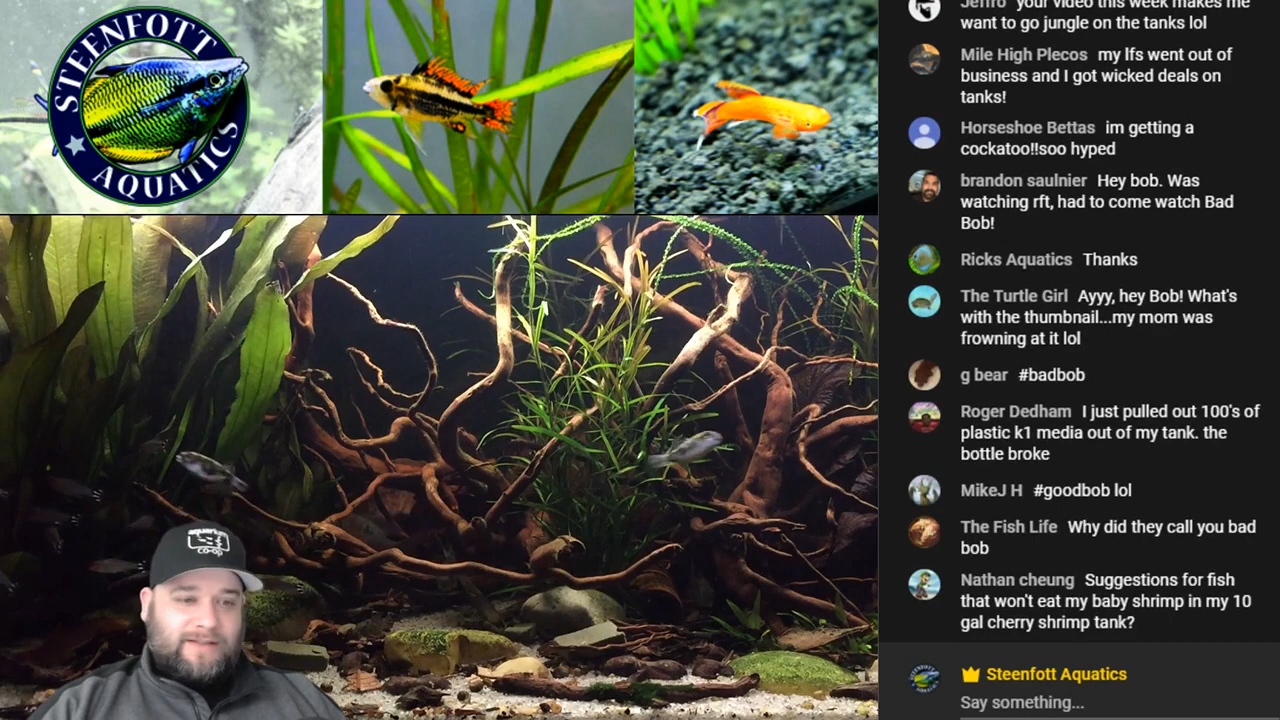 STEENFOTT
AQUATICS
aquarium
co-op
Jeffro your video this week makes me
want to go jungle on the tanks lol
Mile High Plecos my lfs went out of
business and I got wicked deals on
tanks!
Horseshoe Bettas im getting a
cockatoo!!soo hyped
brandon saulnier Hey bob. Was
watching rft, had to come watch Bad
Bob!
Ricks Aquatics Thanks
The Turtle Girl Ayyy, hey Bob! What's
with the thumbnail...my mom was
frowning at it lol
g bear #badbob
Roger Dedham I just pulled out 100's of
plastic k1 media out of my tank. the
bottle broke
MikeJ H #goodbob lol
The Fish Life Why did they call you bad
bob
Nathan cheung Suggestions for fish
that won't eat my baby shrimp in my 10
gal cherry shrimp tank?
Steenfott Aquatics
Say something...